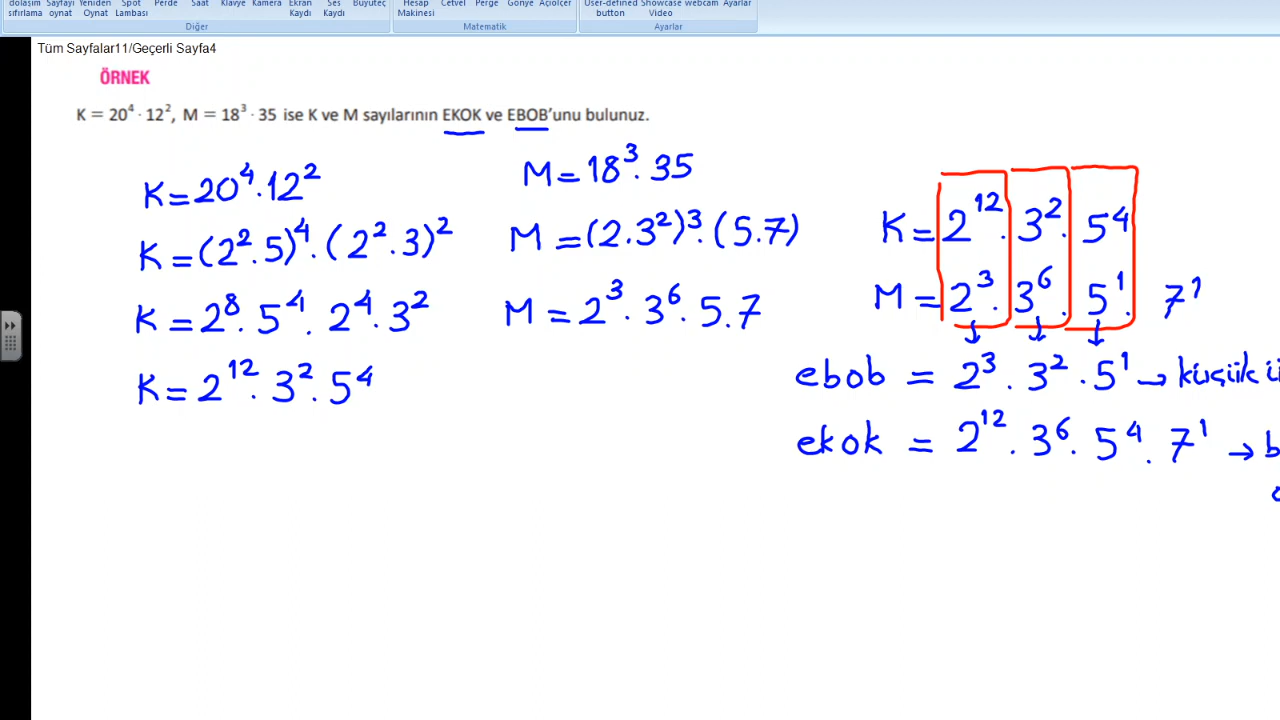 dolaşım sıfırlama
Sayfayı oynat
Yeniden Oynat
Spot Lambası
Perde
Saat
Klavye
Kamera
Ekran Kaydı
Ses Kaydı
Büyüteç
Hesap Makinesi
Cetvel
Perge
Gönye
Açıölçer
User-defined button
Showcase Video
webcam
Ayarlar
Diğer
Matematik
Ayarlar
Tüm Sayfalar11/Geçerli Sayfa4
ÖRNEK
K = 20⁴ · 12², M = 18³ · 35 ise K ve M sayılarının EKOK ve EBOB'unu bulunuz.
K = 20⁴ . 12²
K = (2² . 5)⁴ . (2² . 3)²
K = 2⁸ . 5⁴ . 2⁴ . 3²
K = 2¹² . 3² . 5⁴
M = 18³ . 35
M = (2 . 3²)³ . (5 . 7)
M = 2³ . 3⁶ . 5 . 7
K = 2¹² . 3² . 5⁴
M = 2³ . 3⁶ . 5¹ . 7¹
ebob = 2³ . 3² . 5¹ → küçük ü
ekok = 2¹² . 3⁶ . 5⁴ . 7¹ → b